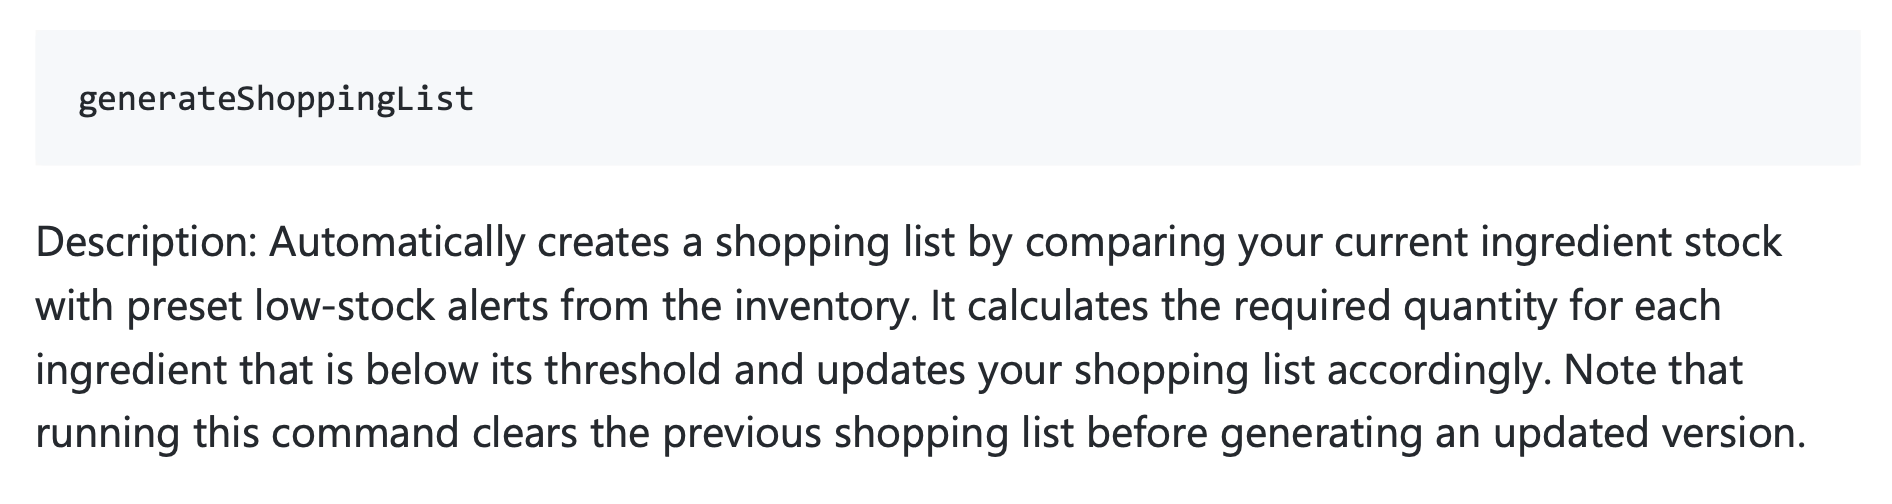 generateShoppingList
Description: Automatically creates a shopping list by comparing your current ingredient stock
with preset low-stock alerts from the inventory. It calculates the required quantity for each
ingredient that is below its threshold and updates your shopping list accordingly. Note that
running this command clears the previous shopping list before generating an updated version.